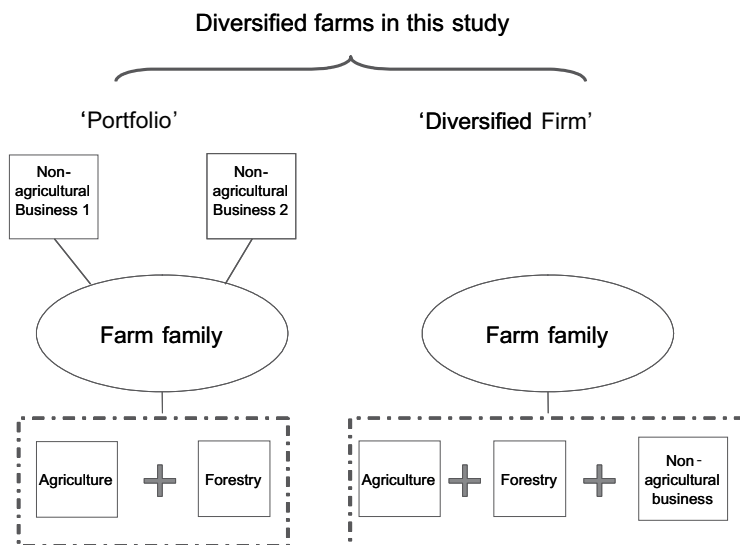 Diversified farms in this study
‘Portfolio’
‘Diversified Firm’
Non-
agricultural
Business 1
Non-
agricultural
Business 2
Farm family
Farm family
Agriculture
+
Forestry
Agriculture
+
Forestry
+
Non-
agricultural
business